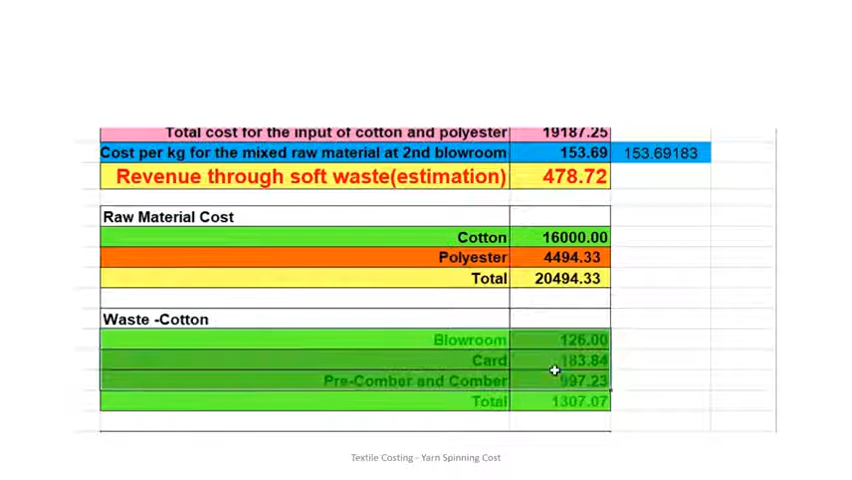 Total cost for the input of cotton and polyester 19187.25
Cost per kg for the mixed raw material at 2nd blowroom 153.69 153.69183
Revenue through soft waste(estimation) 478.72
Raw Material Cost
Cotton 16000.00
Polyester 4494.33
Total 20494.33
Waste -Cotton
Blowroom 126.00
Card 183.84
Pre-Comber and Comber 997.23
Total 1307.07
Textile Costing - Yarn Spinning Cost